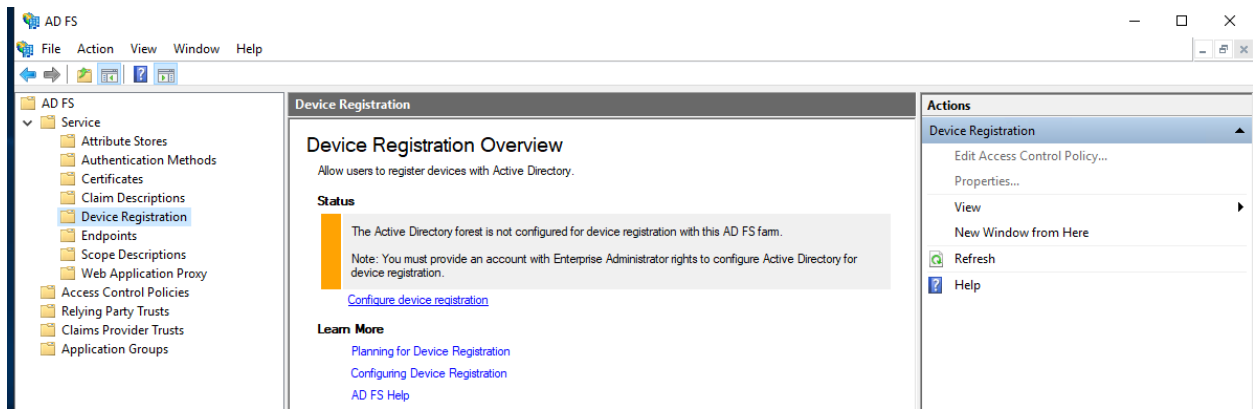 AD FS
File Action View Window Help
AD FS
Service
Attribute Stores
Authentication Methods
Certificates
Claim Descriptions
Device Registration
Endpoints
Scope Descriptions
Web Application Proxy
Access Control Policies
Relying Party Trusts
Claims Provider Trusts
Application Groups
Device Registration
Device Registration Overview
Allow users to register devices with Active Directory.
Status
The Active Directory forest is not configured for device registration with this AD FS farm.
Note: You must provide an account with Enterprise Administrator rights to configure Active Directory for
device registration.
Configure device registration
Learn More
Planning for Device Registration
Configuring Device Registration
AD FS Help
Actions
Device Registration
Edit Access Control Policy...
Properties...
View
New Window from Here
Refresh
Help